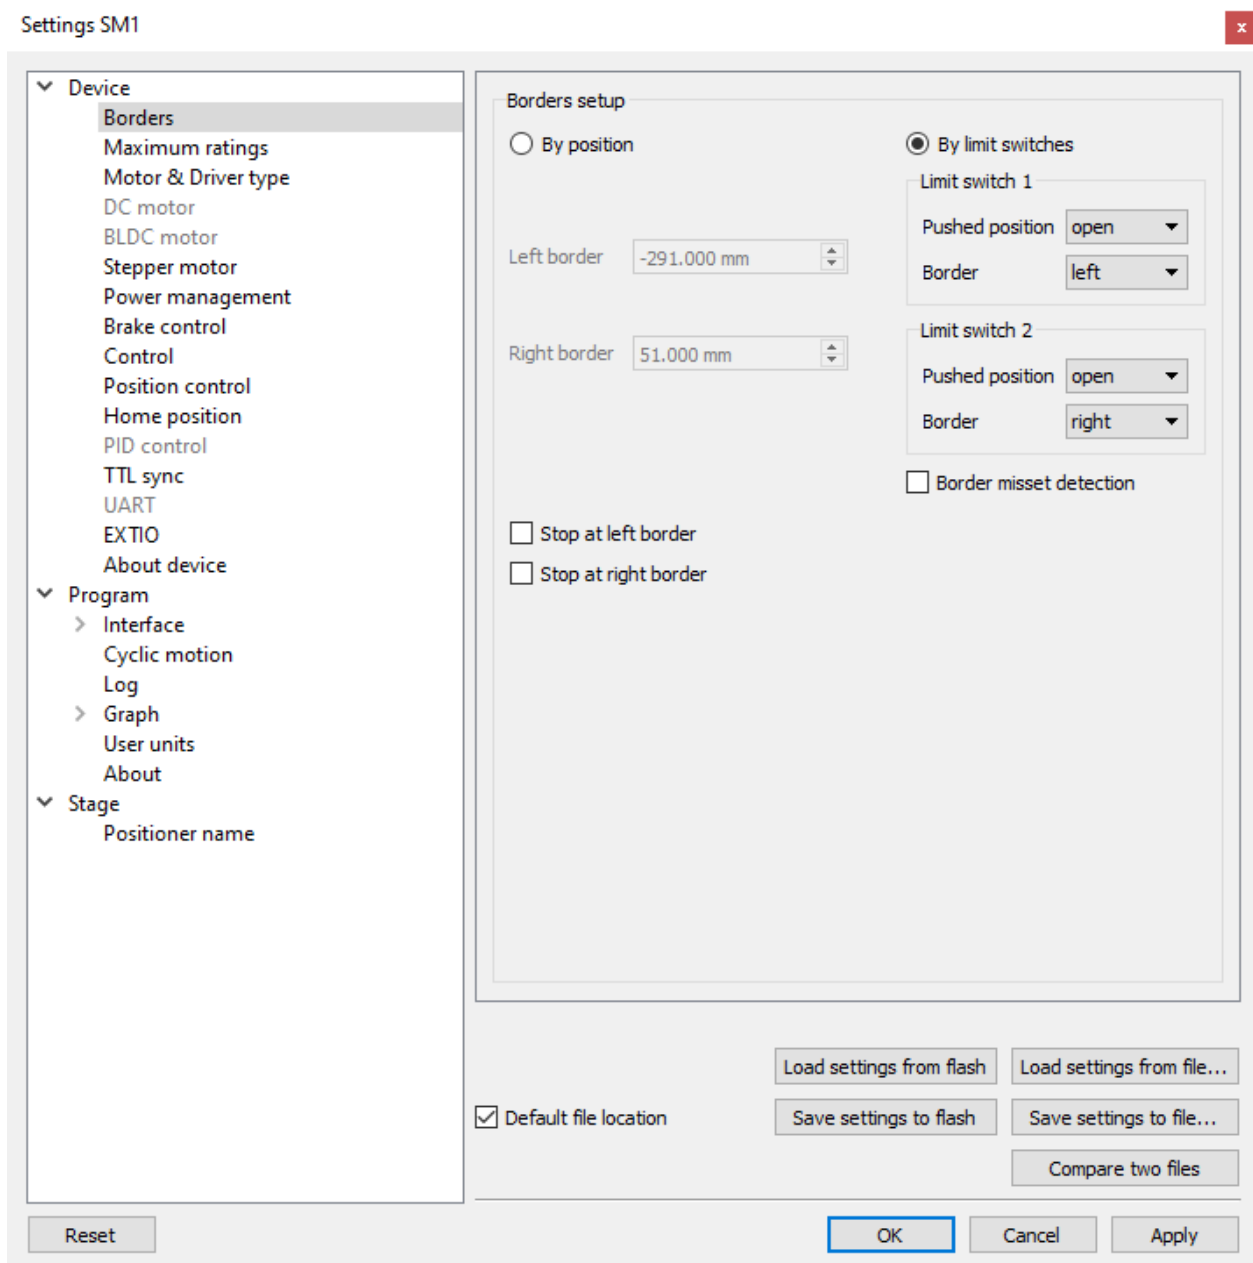 Settings SM1
x
Device
Borders
Maximum ratings
Motor & Driver type
DC motor
BLDC motor
Stepper motor
Power management
Brake control
Control
Position control
Home position
PID control
TTL sync
UART
EXTIO
About device
Program
Interface
Cyclic motion
Log
Graph
User units
About
Stage
Positioner name
Borders setup
By position
Left border -291.000 mm
Right border 51.000 mm
By limit switches
Limit switch 1
Pushed position open
Border left
Limit switch 2
Pushed position open
Border right
Border misset detection
Stop at left border
Stop at right border
Load settings from flash Load settings from file...
Default file location Save settings to flash Save settings to file...
Compare two files
Reset OK Cancel Apply